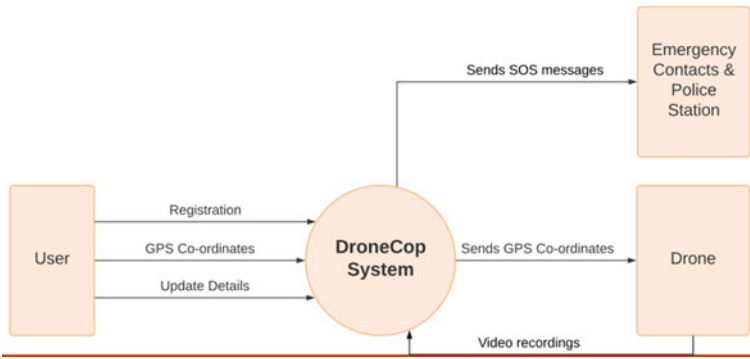 Sends SOS messages
Emergency
Contacts &
Police
Station
User
Registration
GPS Co-ordinates
Update Details
DroneCop
System
Sends GPS Co-ordinates
Drone
Video recordings